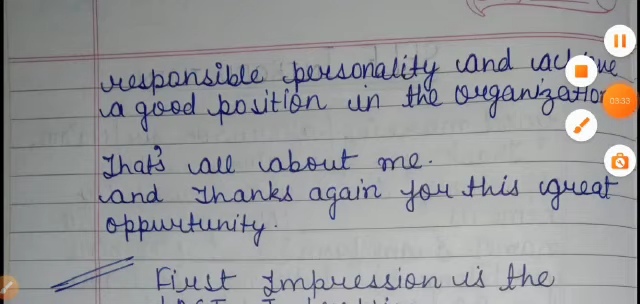 responsible personality and achieve
a good position in the organization
That's all about me.
and Thanks again for this great
oppurtunity.
First Impression is the
03:33